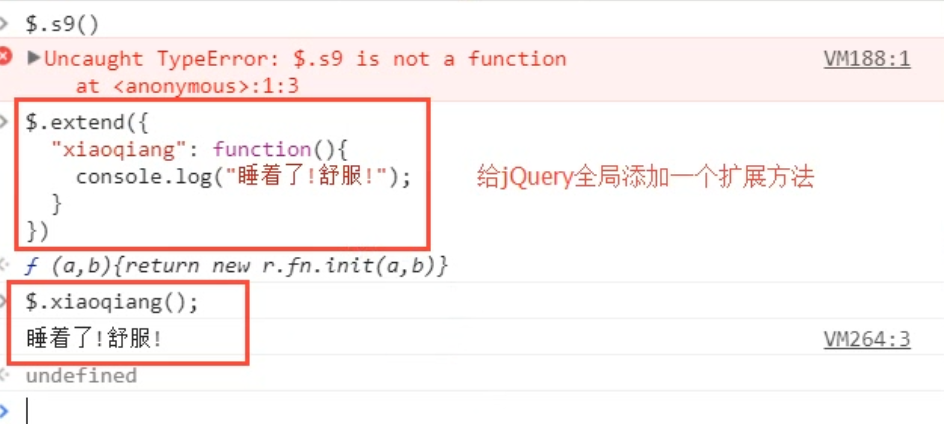 $.s9()
Uncaught TypeError: $.s9 is not a function VM188:1
at <anonymous>:1:3
$.extend({
"xiaoqiang": function(){
console.log("睡着了!舒服!"); 给jQuery全局添加一个扩展方法
}
})
f (a,b){return new r.fn.init(a,b)}
$.xiaoqiang();
睡着了!舒服! VM264:3
undefined